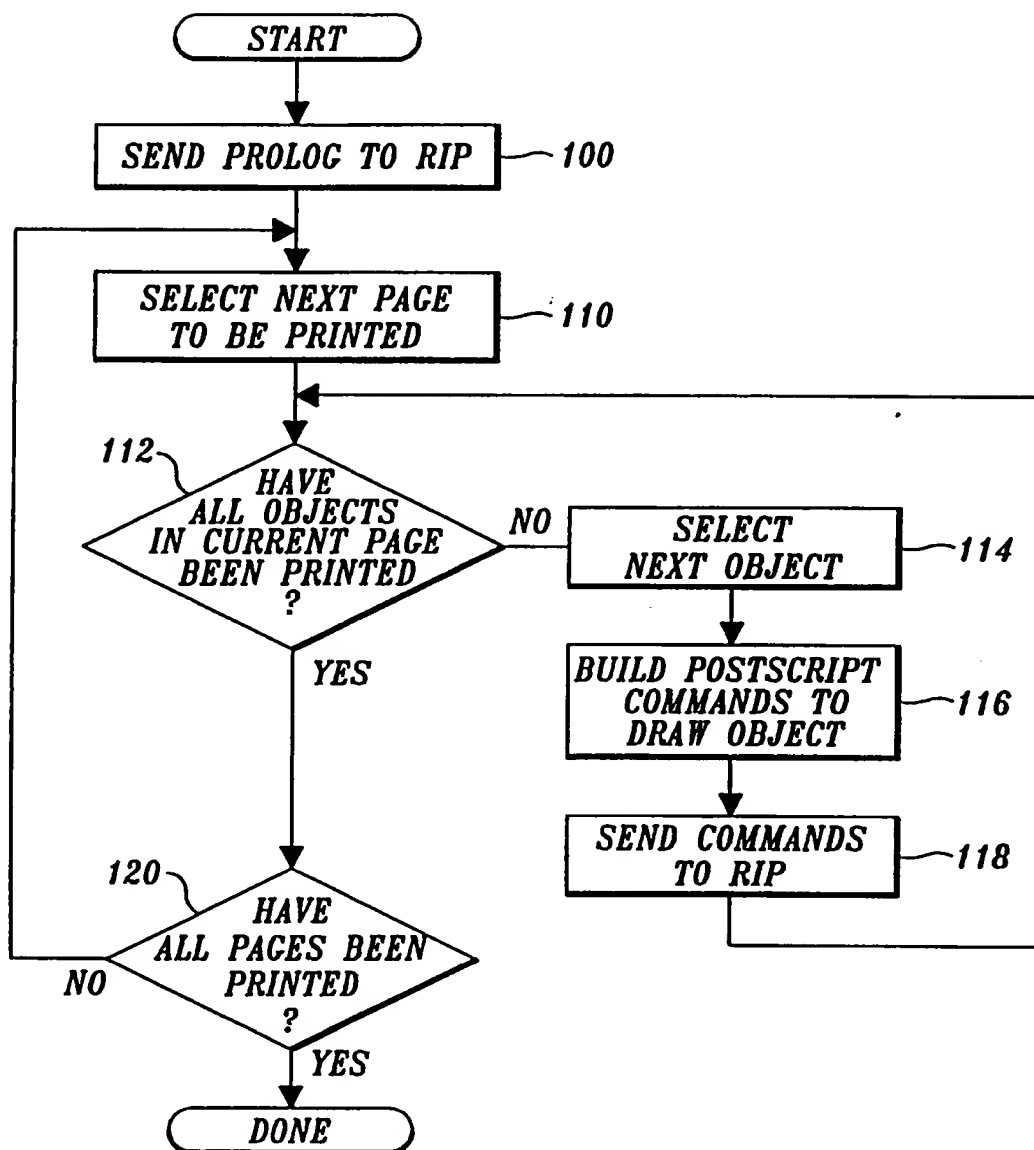 START
SEND PROLOG TO RIP
100
SELECT NEXT PAGE
TO BE PRINTED
110
112
HAVE
ALL OBJECTS
IN CURRENT PAGE
BEEN PRINTED
?
NO
SELECT
NEXT OBJECT
114
YES
BUILD POSTSCRIPT
COMMANDS TO
DRAW OBJECT
116
SEND COMMANDS
TO RIP
118
120
HAVE
ALL PAGES BEEN
PRINTED
?
NO
YES
DONE